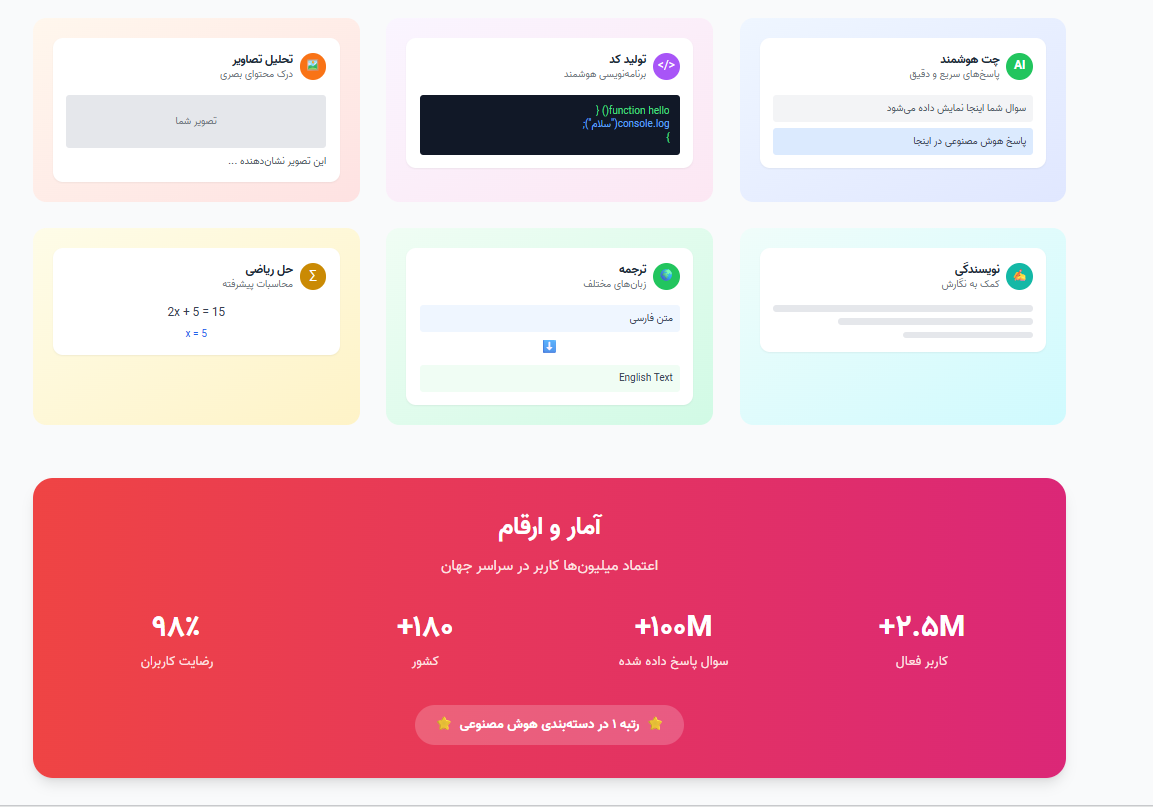 AI
چت هوشمند
پاسخ‌های سریع و دقیق
سوال شما اینجا نمایش داده می‌شود
پاسخ هوش مصنوعی در اینجا
</>
تولید کد
برنامه‌نویسی هوشمند
function hello() {
console.log("سلام");
}
تحلیل تصاویر
درک محتوای بصری
تصویر شما
این تصویر نشان‌دهنده ...
نویسندگی
کمک به نگارش
ترجمه
زبان‌های مختلف
متن فارسی
English Text
Σ
حل ریاضی
محاسبات پیشرفته
2x + 5 = 15
x = 5
آمار و ارقام
اعتماد میلیون‌ها کاربر در سراسر جهان
+۲.۵M
کاربر فعال
+۱۰۰M
سوال پاسخ داده شده
+۱۸۰
کشور
۹۸٪
رضایت کاربران
رتبه ۱ در دسته‌بندی هوش مصنوعی